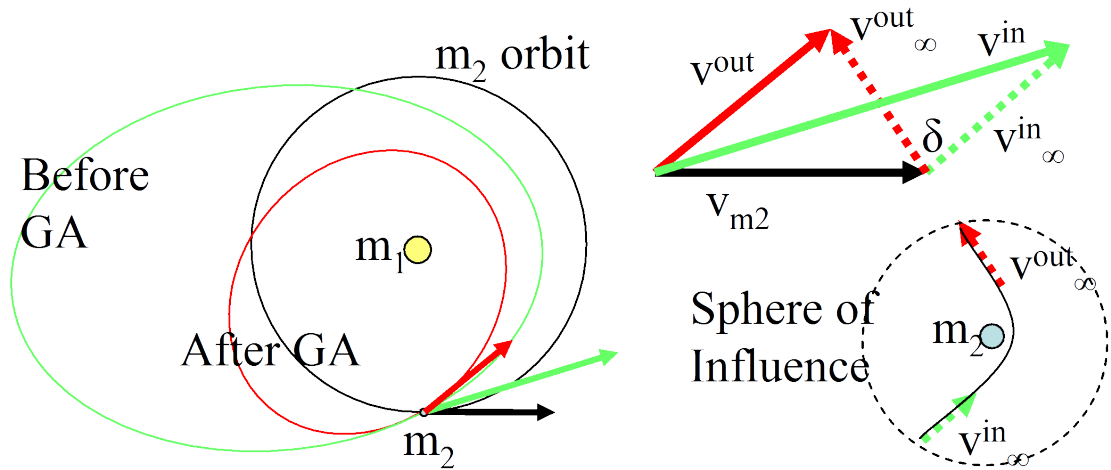 m₂ orbit
Before
GA
m₁
After GA
m₂
vᵒᵘᵗ
vᵒᵘᵗ∞
vⁱⁿ
δ
vⁱⁿ∞
vₘ₂
Sphere of
Influence
m₂
vᵒᵘᵗ∞
vⁱⁿ∞